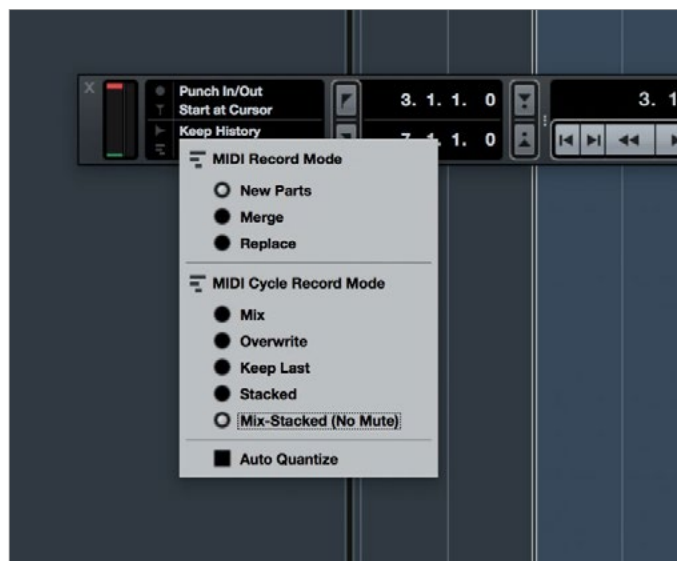 X
Punch In/Out
Start at Cursor
Keep History
3. 1. 1. 0
7. 1. 1. 0
3. 1
MIDI Record Mode
New Parts
Merge
Replace
MIDI Cycle Record Mode
Mix
Overwrite
Keep Last
Stacked
Mix-Stacked (No Mute)
Auto Quantize